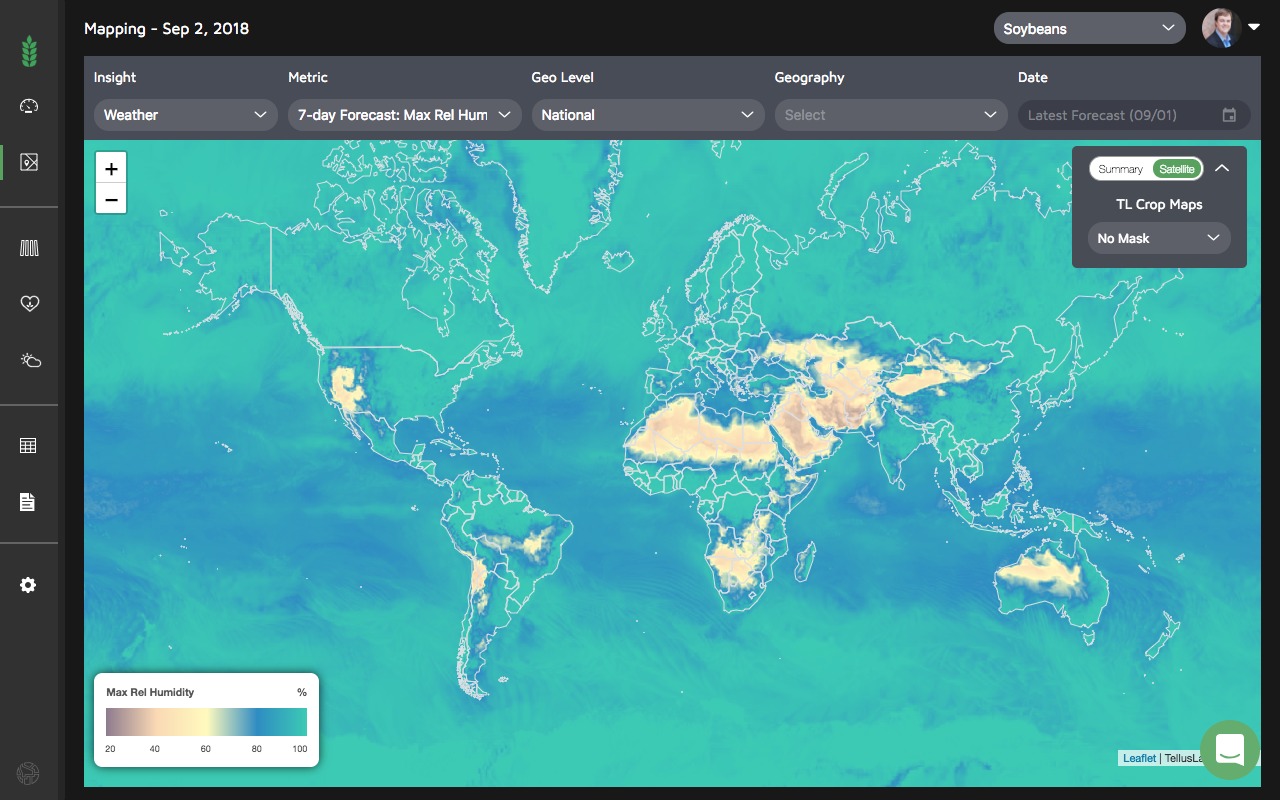 Mapping - Sep 2, 2018
Soybeans
Insight
Metric
Geo Level
Geography
Date
Weather
7-day Forecast: Max Rel Hum
National
Select
Latest Forecast (09/01)
+
−
Summary
Satellite
TL Crop Maps
No Mask
Max Rel Humidity %
20 40 60 80 100
Leaflet | TellusLa